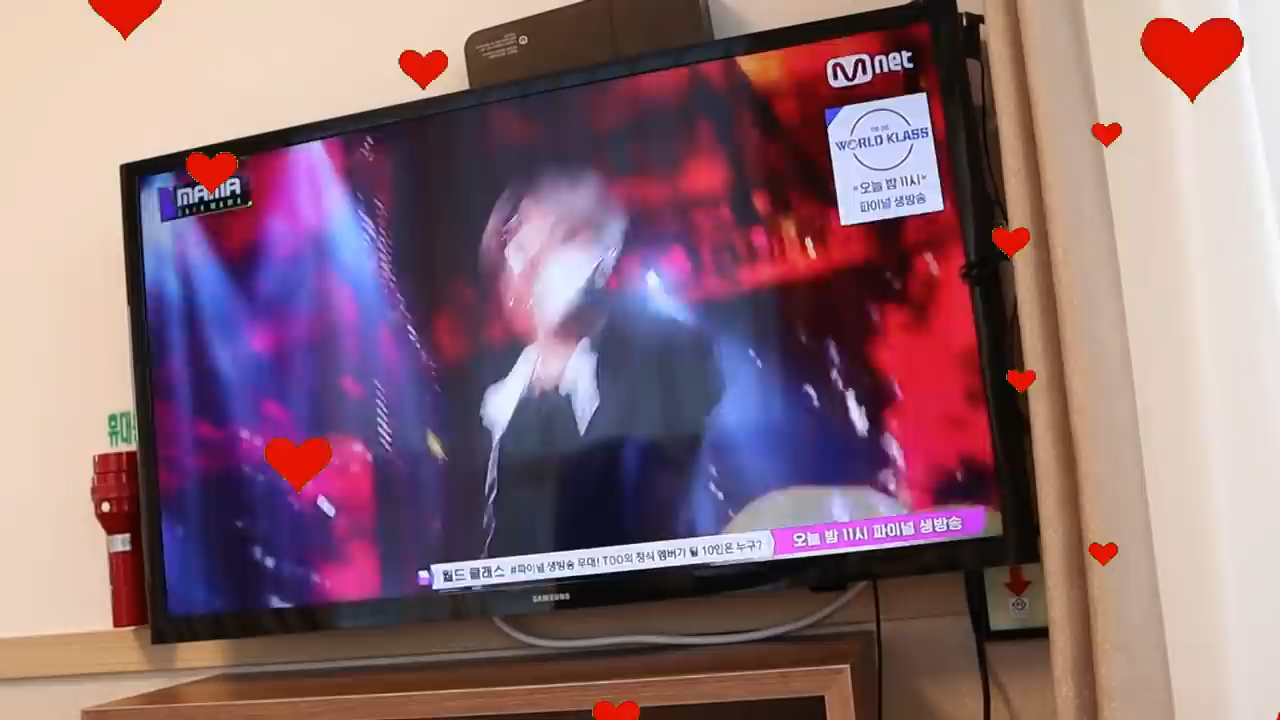 Mnet
MAMA
WORLD KLASS
*오늘 밤 11시*
파이널 생방송
유대
월드 클래스 #파이널 생방송 무대! TOO의 정식 멤버가 될 10인은 누구?
오늘 밤 11시 파이널 생방송
SAMSUNG